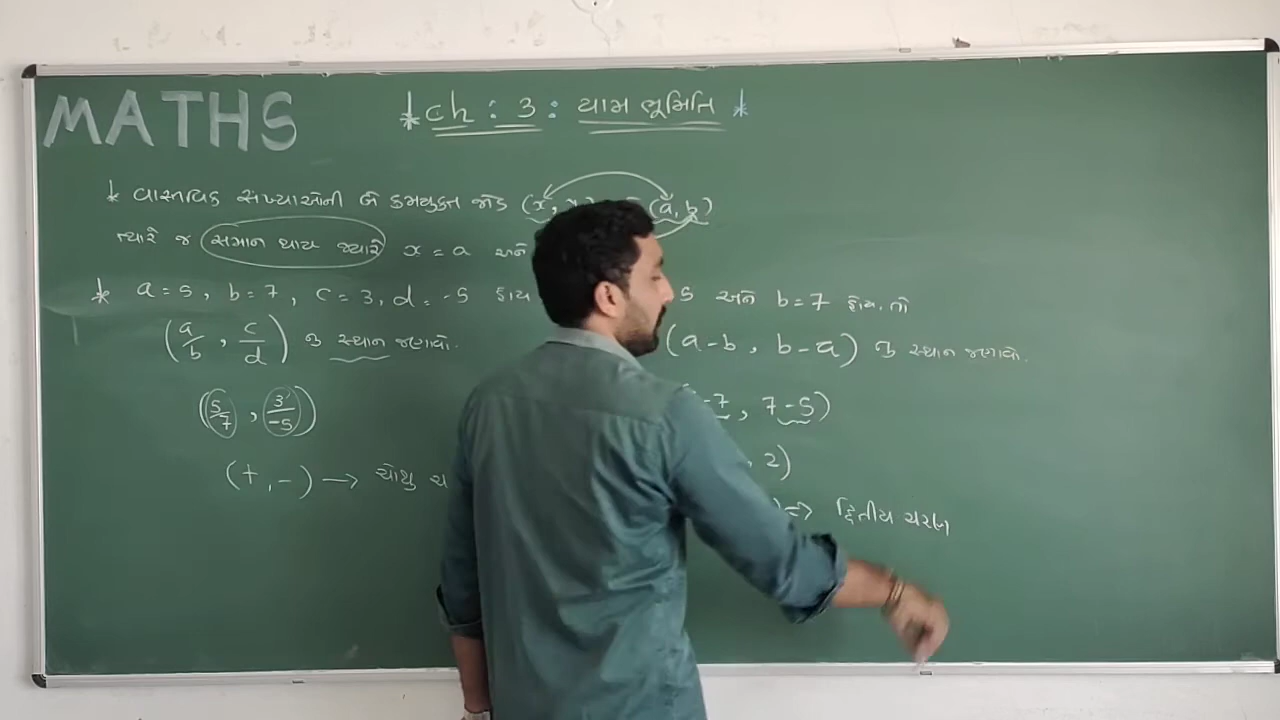 MATHS
* ch : 3 : યામ ભૂમિતિ *
* વાસ્તવિક સંખ્યાઓની બે ક્રમયુક્ત જોડ (x, (a, b)
ત્યારે જ સમાન થાય જ્યારે x = a અને
* a = 5, b = 7, c = 3, d = -5 હોય
5 અને b = 7 હોય, તો
(a/b , c/d) નુ સ્થાન જણાવો.
(a-b , b-a) નુ સ્થાન જણાવો.
(5/7 , 3/-5)
-7 , 7-5)
(+,-) → ચોથુ ચ
, 2)
⇒ દ્વિતીય ચરણ